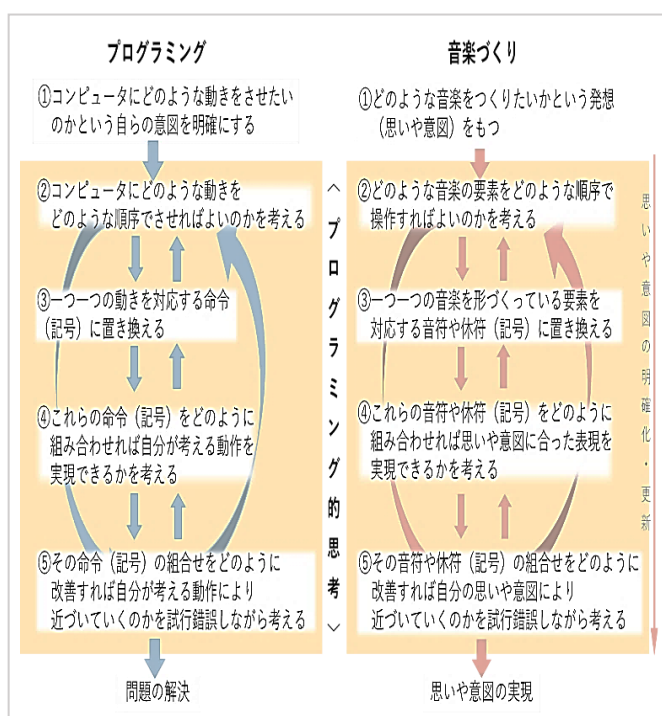 プログラミング
①コンピュータにどのような動きをさせたい
のかという自らの意図を明確にする
②コンピュータにどのような動きを
どのような順序でさせればよいのかを考える
③一つ一つの動きを対応する命令
(記号)に置き換える
④これらの命令(記号)をどのように
組み合わせれば自分が考える動作を
実現できるかを考える
⑤その命令(記号)の組合せをどのように
改善すれば自分が考える動作により
近づいていくのかを試行錯誤しながら考える
問題の解決
〈プログラミング的思考〉
音楽づくり
①どのような音楽をつくりたいかという発想
(思いや意図)をもつ
②どのような音楽の要素をどのような順序で
操作すればよいのかを考える
③一つ一つの音楽を形づくっている要素を
対応する音符や休符(記号)に置き換える
④これらの音符や休符(記号)をどのように
組み合わせれば思いや意図に合った表現を
実現できるかを考える
⑤その音符や休符(記号)の組合せをどのように
改善すれば自分の思いや意図により
近づいていくのかを試行錯誤しながら考える
思いや意図の実現
思いや意図の明確化・更新